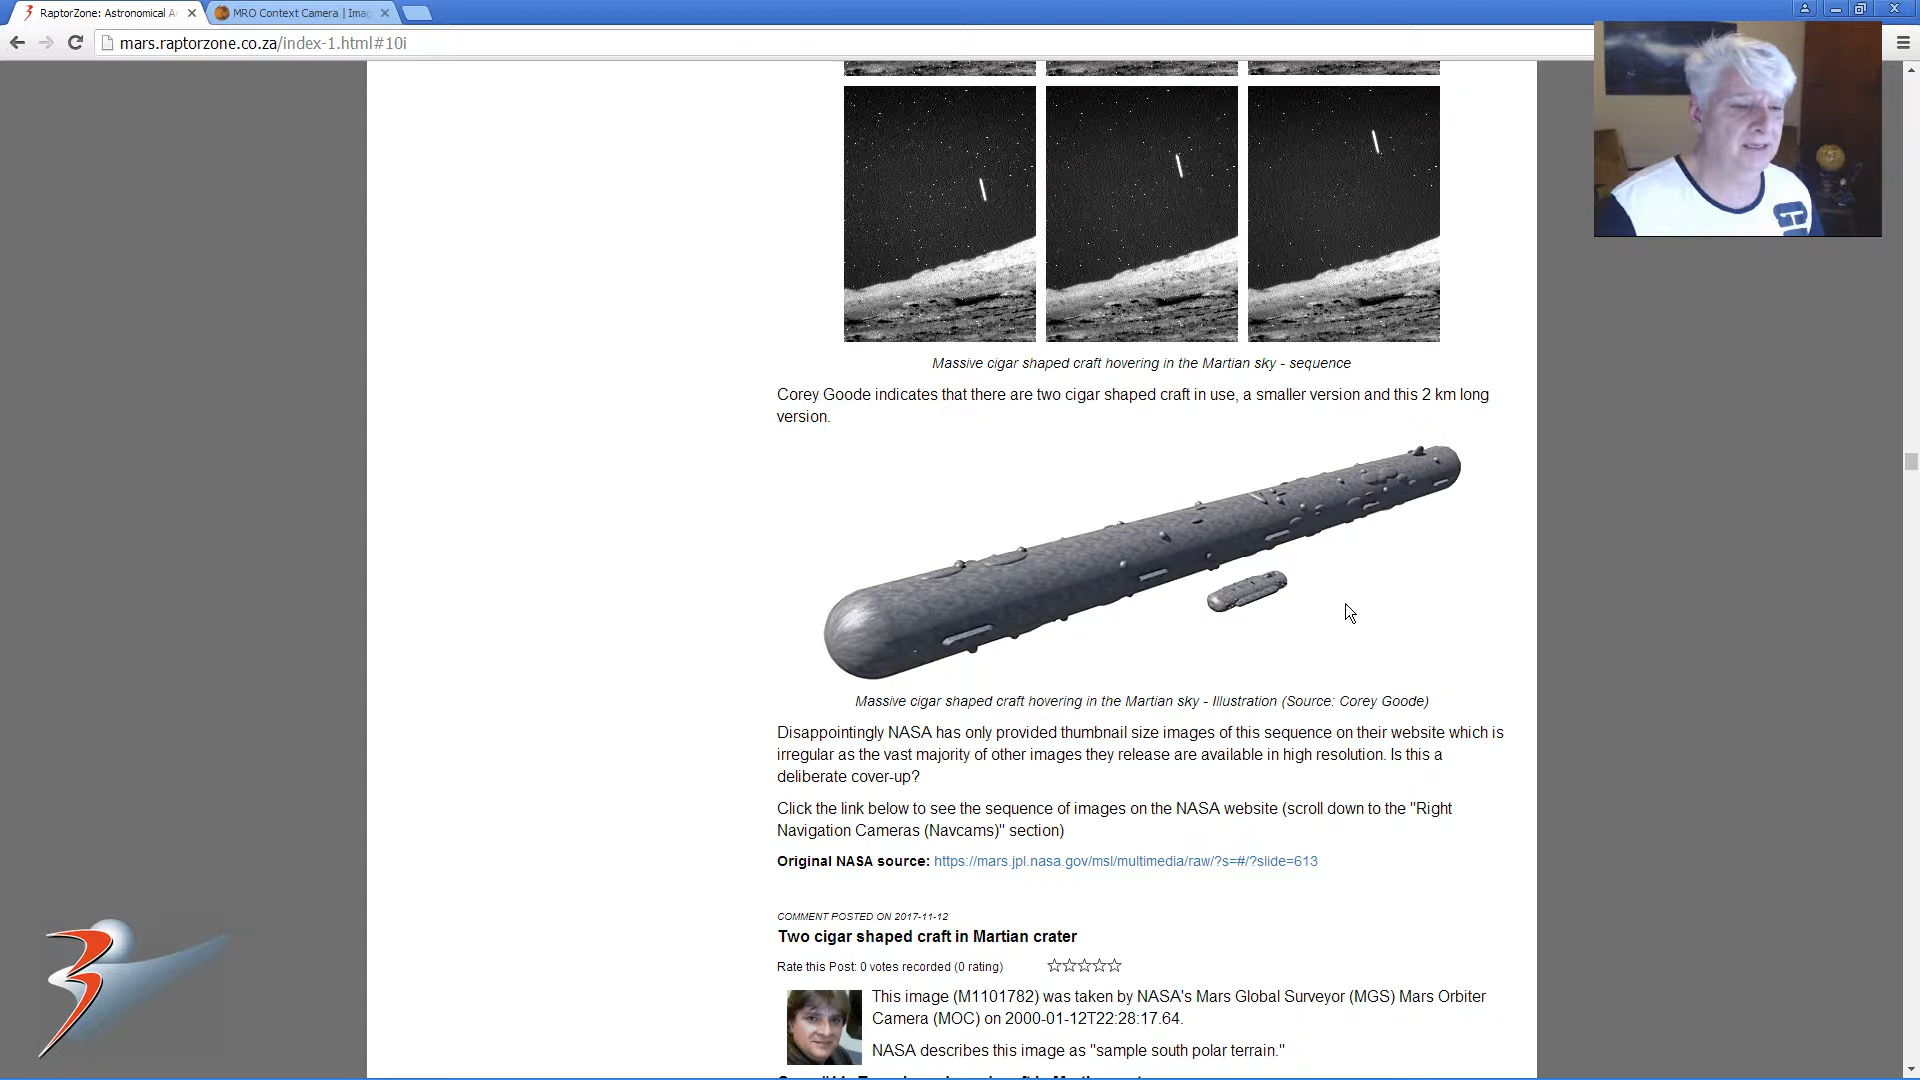 RaptorZone: Astronomical A
MRO Context Camera | Imag
mars.raptorzone.co.za/index-1.html#10i
Massive cigar shaped craft hovering in the Martian sky - sequence
Corey Goode indicates that there are two cigar shaped craft in use, a smaller version and this 2 km long
version.
Massive cigar shaped craft hovering in the Martian sky - Illustration (Source: Corey Goode)
Disappointingly NASA has only provided thumbnail size images of this sequence on their website which is
irregular as the vast majority of other images they release are available in high resolution. Is this a
deliberate cover-up?
Click the link below to see the sequence of images on the NASA website (scroll down to the "Right
Navigation Cameras (Navcams)" section)
Original NASA source: https://mars.jpl.nasa.gov/msl/multimedia/raw/?s=#/?slide=613
COMMENT POSTED ON 2017-11-12
Two cigar shaped craft in Martian crater
Rate this Post: 0 votes recorded (0 rating)
This image (M1101782) was taken by NASA's Mars Global Surveyor (MGS) Mars Orbiter
Camera (MOC) on 2000-01-12T22:28:17.64.
NASA describes this image as "sample south polar terrain."